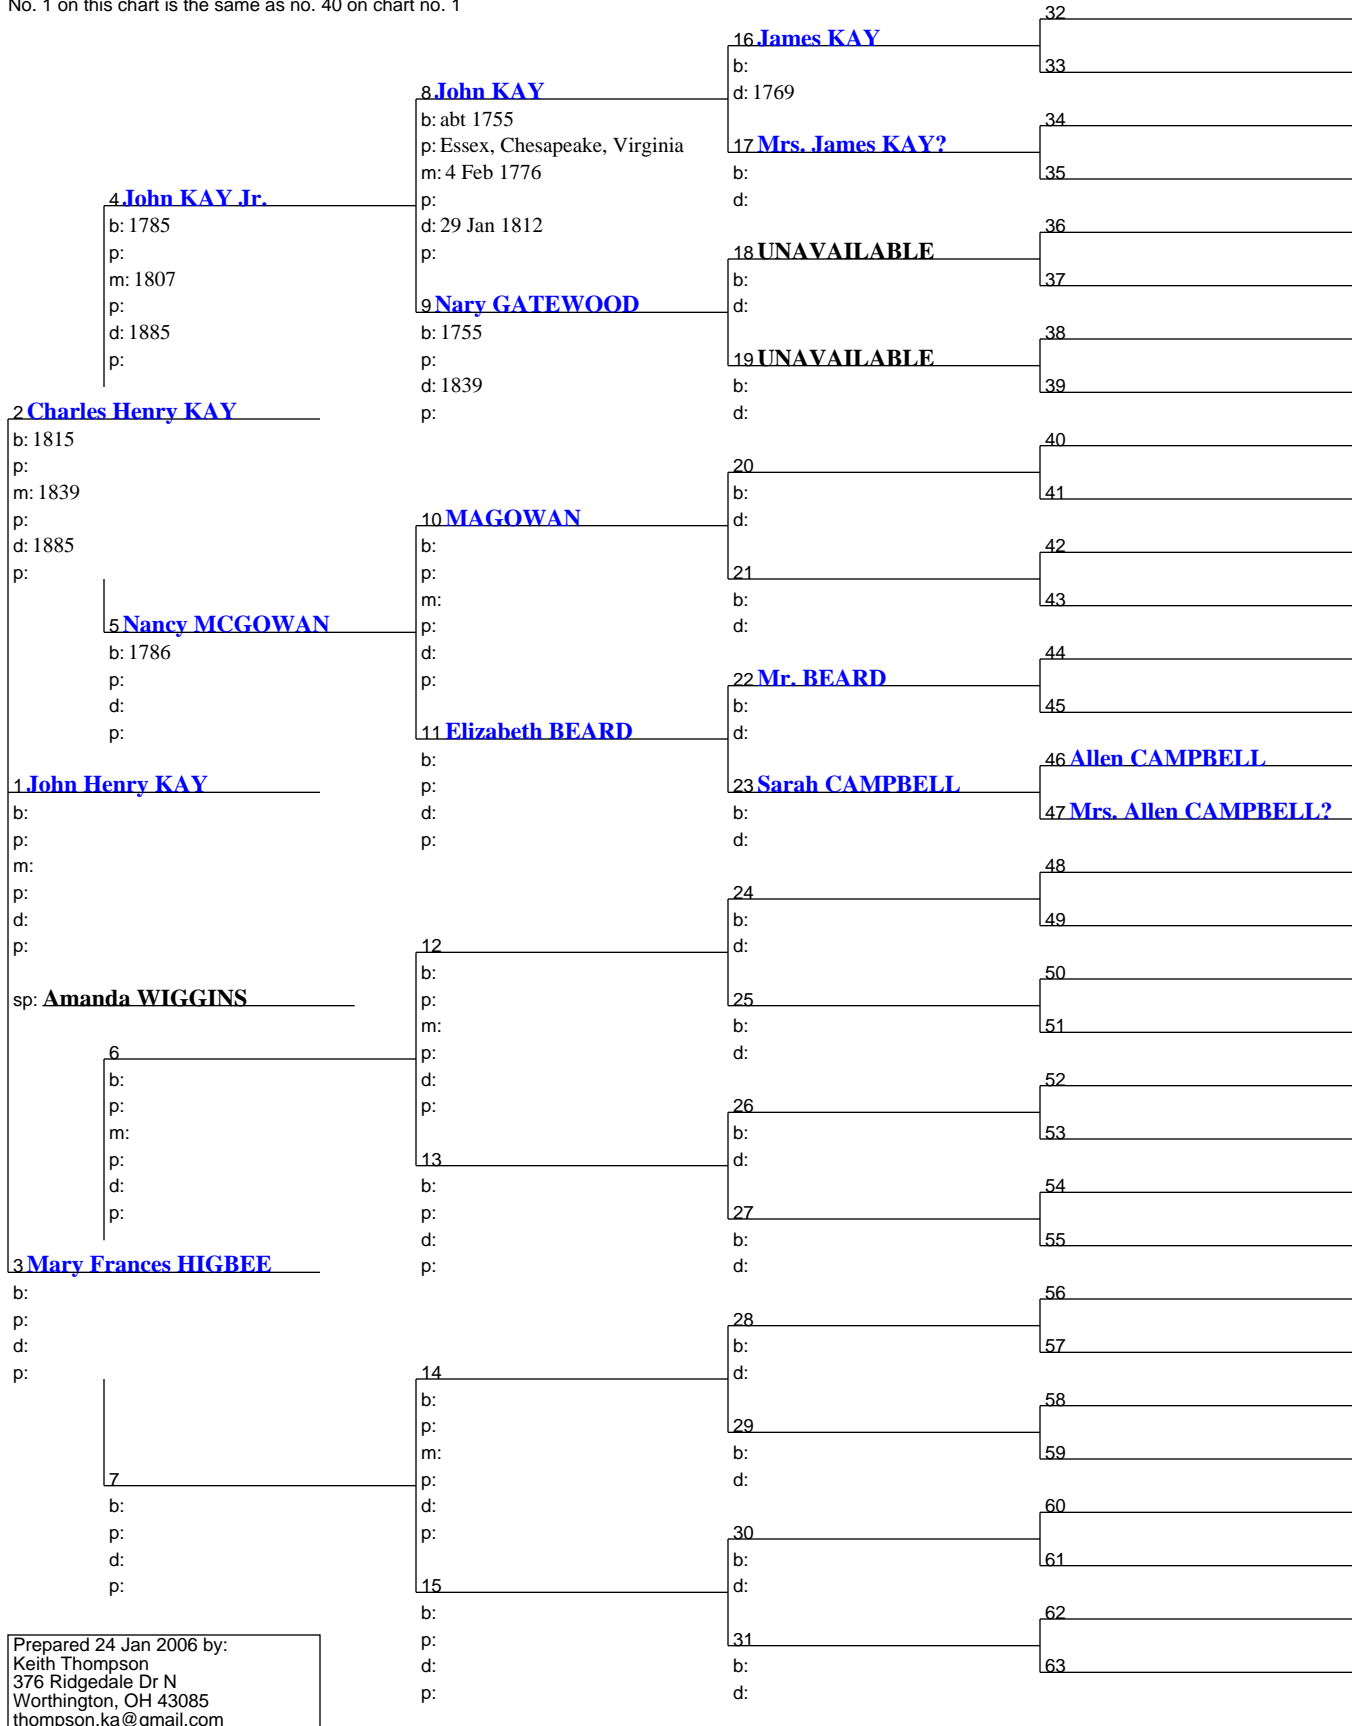 No. 1 on this chart is the same as no. 40 on chart no. 1
32
16 James KAY
b:
33
d: 1769
8 John KAY
b: abt 1755
p: Essex, Chesapeake, Virginia
m: 4 Feb 1776
p:
d: 29 Jan 1812
p:
34
17 Mrs. James KAY?
b:
35
d:
4 John KAY Jr.
b: 1785
p:
m: 1807
p:
d: 1885
p:
36
18 UNAVAILABLE
b:
37
d:
9 Nary GATEWOOD
b: 1755
p:
d: 1839
p:
38
19 UNAVAILABLE
b:
39
d:
2 Charles Henry KAY
b: 1815
p:
m: 1839
p:
d: 1885
p:
40
20
b:
41
d:
10 MAGOWAN
b:
p:
m:
p:
d:
p:
42
21
b:
43
d:
5 Nancy MCGOWAN
b: 1786
p:
d:
p:
44
22 Mr. BEARD
b:
45
d:
11 Elizabeth BEARD
b:
p:
d:
p:
46 Allen CAMPBELL
23 Sarah CAMPBELL
b:
47 Mrs. Allen CAMPBELL?
d:
1 John Henry KAY
b:
p:
m:
p:
d:
p:
sp: Amanda WIGGINS
48
24
b:
49
d:
12
b:
p:
m:
p:
d:
p:
50
25
b:
51
d:
6
b:
p:
m:
p:
d:
p:
52
26
b:
53
d:
13
b:
p:
d:
p:
54
27
b:
55
d:
3 Mary Frances HIGBEE
b:
p:
d:
p:
56
28
b:
57
d:
14
b:
p:
m:
p:
d:
p:
58
29
b:
59
d:
7
b:
p:
d:
p:
60
30
b:
61
d:
15
b:
p:
d:
p:
62
31
b:
63
d:
Prepared 24 Jan 2006 by:
Keith Thompson
376 Ridgedale Dr N
Worthington, OH 43085
thompson.ka@gmail.com